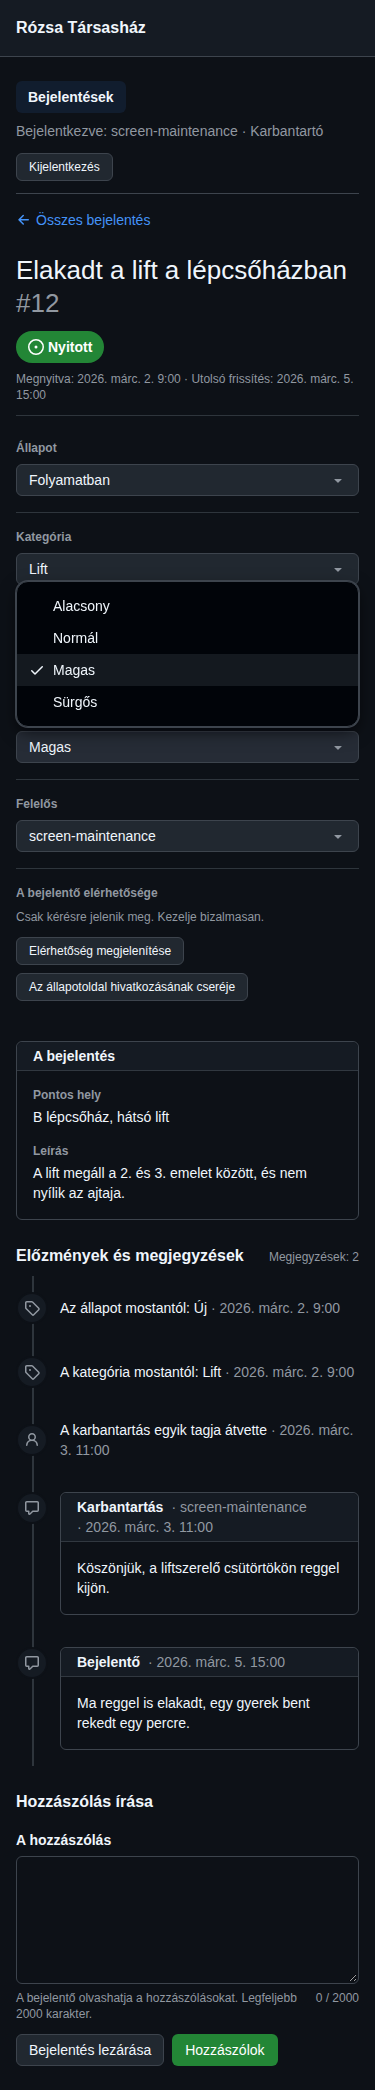 Rózsa Társasház
Bejelentések
Bejelentkezve: screen-maintenance · Karbantartó
Kijelentkezés
← Összes bejelentés
Elakadt a lift a lépcsőházban
#12
Nyitott
Megnyitva: 2026. márc. 2. 9:00 · Utolsó frissítés: 2026. márc. 5.
15:00
Állapot
Folyamatban
Kategória
Lift
Alacsony
Normál
Magas
Sürgős
Magas
Felelős
screen-maintenance
A bejelentő elérhetősége
Csak kérésre jelenik meg. Kezelje bizalmasan.
Elérhetőség megjelenítése
Az állapotoldal hivatkozásának cseréje
A bejelentés
Pontos hely
B lépcsőház, hátsó lift
Leírás
A lift megáll a 2. és 3. emelet között, és nem
nyílik az ajtaja.
Előzmények és megjegyzések
Megjegyzések: 2
Az állapot mostantól: Új · 2026. márc. 2. 9:00
A kategória mostantól: Lift · 2026. márc. 2. 9:00
A karbantartás egyik tagja átvette · 2026. márc.
3. 11:00
Karbantartás · screen-maintenance
· 2026. márc. 3. 11:00
Köszönjük, a liftszerelő csütörtökön reggel
kijön.
Bejelentő · 2026. márc. 5. 15:00
Ma reggel is elakadt, egy gyerek bent
rekedt egy percre.
Hozzászólás írása
A hozzászólás
A bejelentő olvashatja a hozzászólásokat. Legfeljebb
2000 karakter.
0 / 2000
Bejelentés lezárása
Hozzászólok